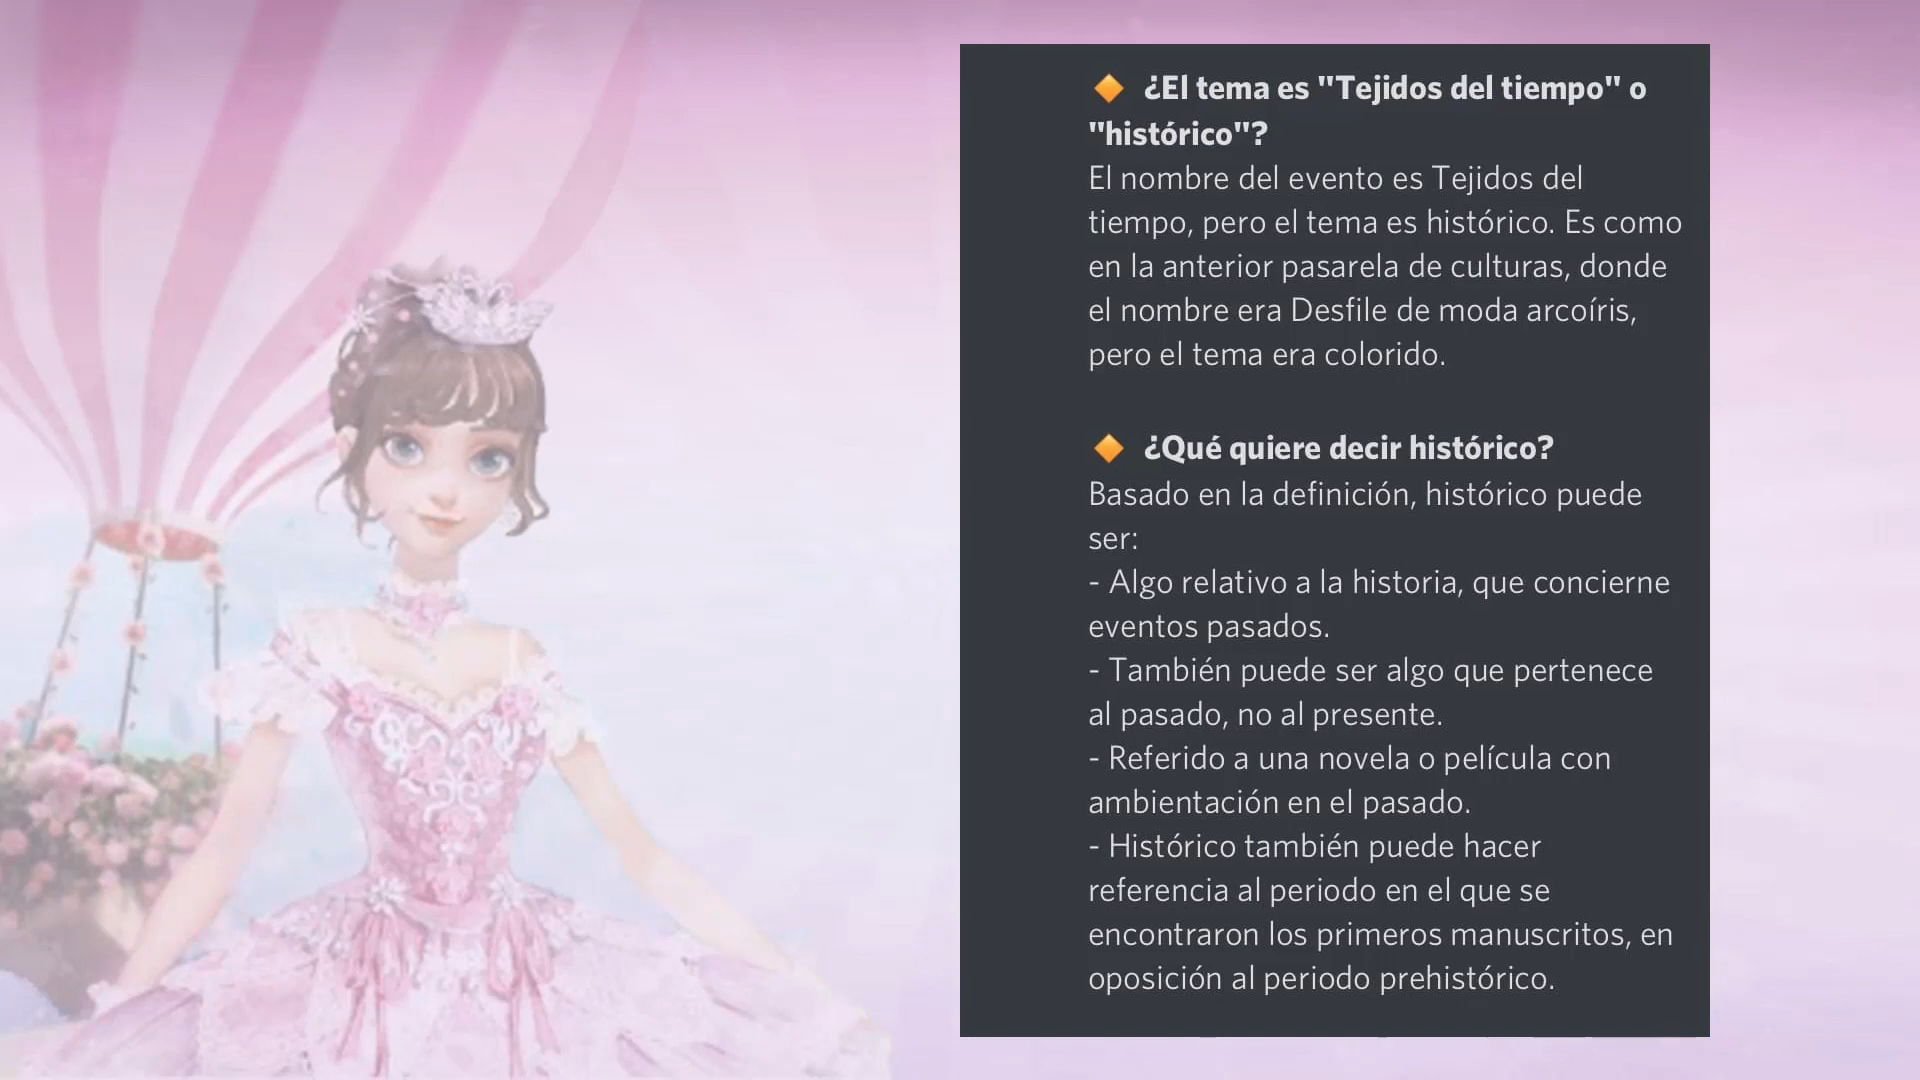 🔶 ¿El tema es "Tejidos del tiempo" o
"histórico"?
El nombre del evento es Tejidos del
tiempo, pero el tema es histórico. Es como
en la anterior pasarela de culturas, donde
el nombre era Desfile de moda arcoíris,
pero el tema era colorido.
🔶 ¿Qué quiere decir histórico?
Basado en la definición, histórico puede
ser:
- Algo relativo a la historia, que concierne
eventos pasados.
- También puede ser algo que pertenece
al pasado, no al presente.
- Referido a una novela o película con
ambientación en el pasado.
- Histórico también puede hacer
referencia al periodo en el que se
encontraron los primeros manuscritos, en
oposición al periodo prehistórico.